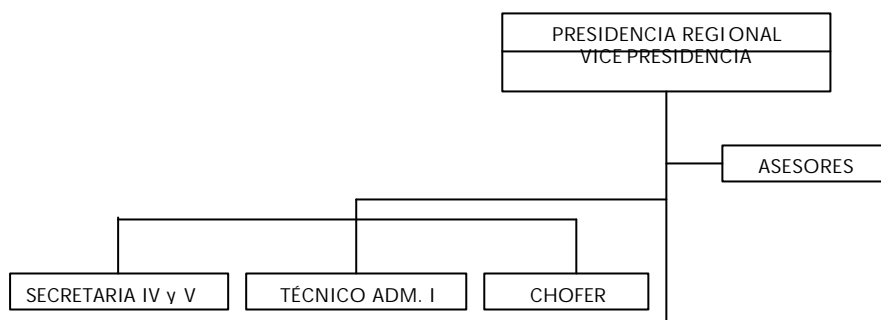 PRESIDENCIA REGIONAL
VICE PRESIDENCIA
ASESORES
SECRETARIA IV y V
TÉCNICO ADM. I
CHOFER